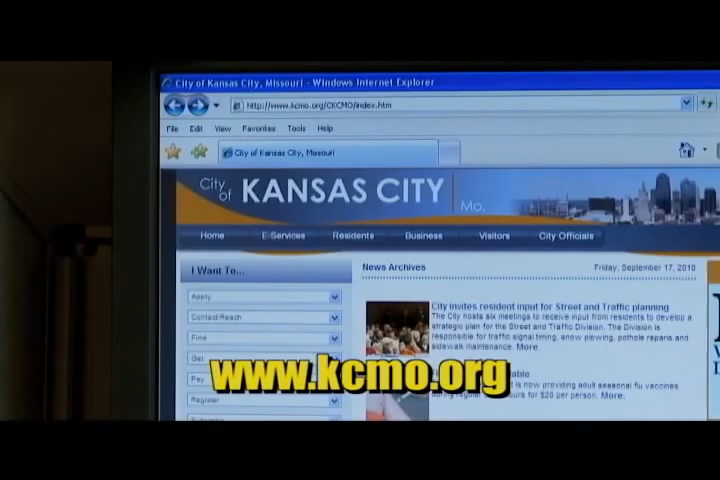 City of Kansas City, Missouri - Windows Internet Explorer
http://www.kcmo.org/CKCMO/index.htm
File Edit View Favorites Tools Help
City of Kansas City, Missouri
City of KANSAS CITY Mo.
Home E-Services Residents Business Visitors City Officials
I Want To...
News Archives Friday, September 17, 2010
Apply
Contact/Reach
Find
Get
Pay
Register
City invites resident input for Street and Traffic planning
The City hosts six meetings to receive input from residents to develop a
strategic plan for the Street and Traffic Division. The Division is
responsible for traffic signal timing, snow plowing, pothole repairs and
sidewalk maintenance. More
is now providing adult seasonal flu vaccines
for $20 per person. More.
www.kcmo.org